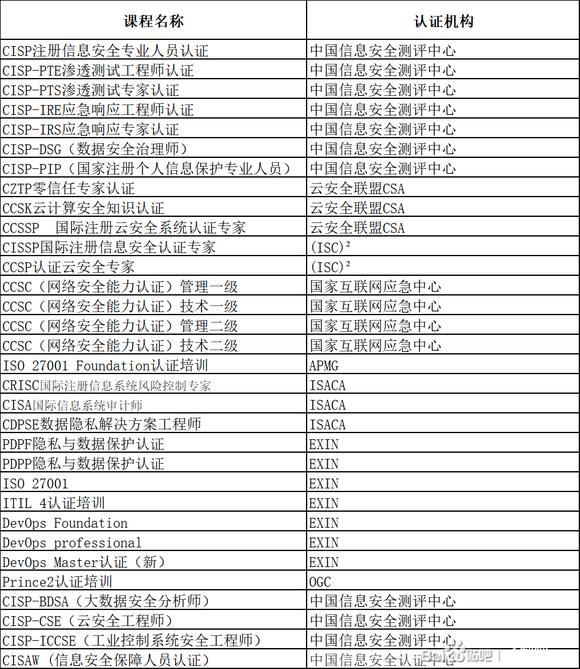 课程名称 认证机构
CISP注册信息安全专业人员认证 中国信息安全测评中心
CISP-PTE渗透测试工程师认证 中国信息安全测评中心
CISP-PTS渗透测试专家认证 中国信息安全测评中心
CISP-IRE应急响应工程师认证 中国信息安全测评中心
CISP-IRS应急响应专家认证 中国信息安全测评中心
CISP-DSG（数据安全治理师） 中国信息安全测评中心
CISP-PIP（国家注册个人信息保护专业人员） 中国信息安全测评中心
CZTP零信任专家认证 云安全联盟CSA
CCSK云计算安全知识认证 云安全联盟CSA
CCSSP 国际注册云安全系统认证专家 云安全联盟CSA
CISSP国际注册信息安全认证专家 (ISC)²
CCSP认证云安全专家 (ISC)²
CCSC（网络安全能力认证）管理一级 国家互联网应急中心
CCSC（网络安全能力认证）技术一级 国家互联网应急中心
CCSC（网络安全能力认证）管理二级 国家互联网应急中心
CCSC（网络安全能力认证）技术二级 国家互联网应急中心
ISO 27001 Foundation认证培训 APMG
CRISC国际注册信息系统风险控制专家 ISACA
CISA国际信息系统审计师 ISACA
CDPSE数据隐私解决方案工程师 ISACA
PDPF隐私与数据保护认证 EXIN
PDPP隐私与数据保护认证 EXIN
ISO 27001 EXIN
ITIL 4认证培训 EXIN
DevOps Foundation EXIN
DevOps professional EXIN
DevOps Master认证（新） EXIN
Prince2认证培训 OGC
CISP-BDSA（大数据安全分析师） 中国信息安全测评中心
CISP-CSE（云安全工程师） 中国信息安全测评中心
CISP-ICCSE（工业控制系统安全工程师） 中国信息安全测评中心
CISAW (信息安全保障人员认证） 中国信息安全认证中心